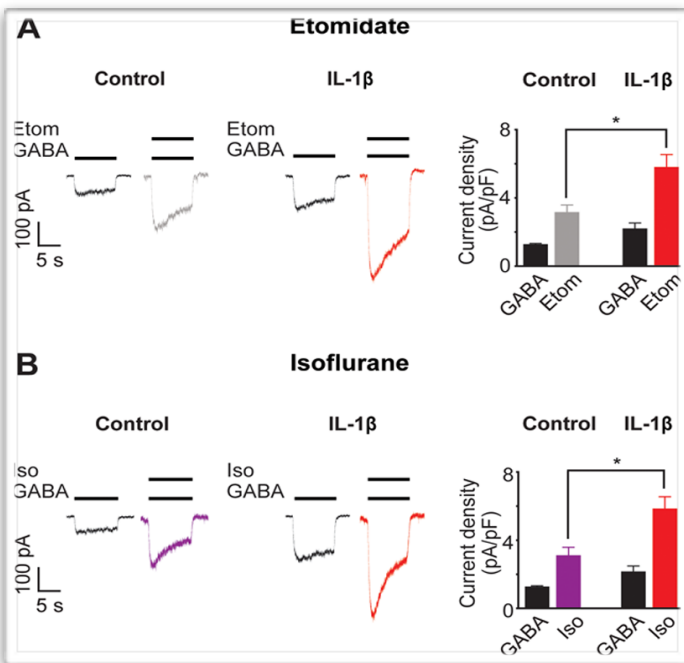 A
Etomidate
Control IL-1β Control IL-1β
Etom
GABA
Etom
GABA
100 pA
5 s
*
Current density
(pA/pF)
8
4
0
GABA Etom GABA Etom
B
Isoflurane
Control IL-1β Control IL-1β
Iso
GABA
Iso
GABA
100 pA
5 s
*
Current density
(pA/pF)
8
4
0
GABA Iso GABA Iso